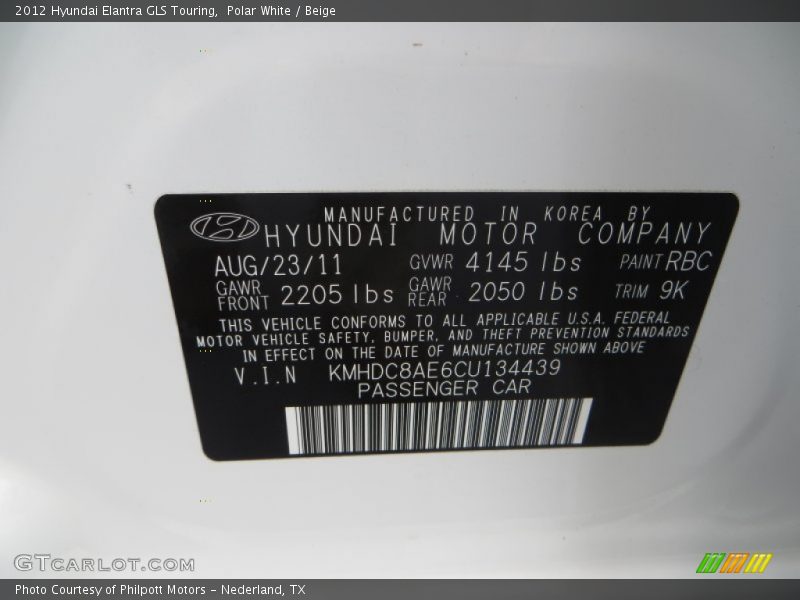 2012 Hyundai Elantra GLS Touring,  Polar White / Beige
MANUFACTURED IN KOREA BY
HYUNDAI MOTOR COMPANY
AUG/23/11 GVWR 4145 lbs PAINT RBC
GAWR FRONT 2205 lbs GAWR REAR 2050 lbs TRIM 9K
THIS VEHICLE CONFORMS TO ALL APPLICABLE U.S.A. FEDERAL
MOTOR VEHICLE SAFETY, BUMPER, AND THEFT PREVENTION STANDARDS
IN EFFECT ON THE DATE OF MANUFACTURE SHOWN ABOVE
V.I.N KMHDC8AE6CU134439
PASSENGER CAR
GTCARLOT.COM
Photo Courtesy of Philpott Motors - Nederland, TX